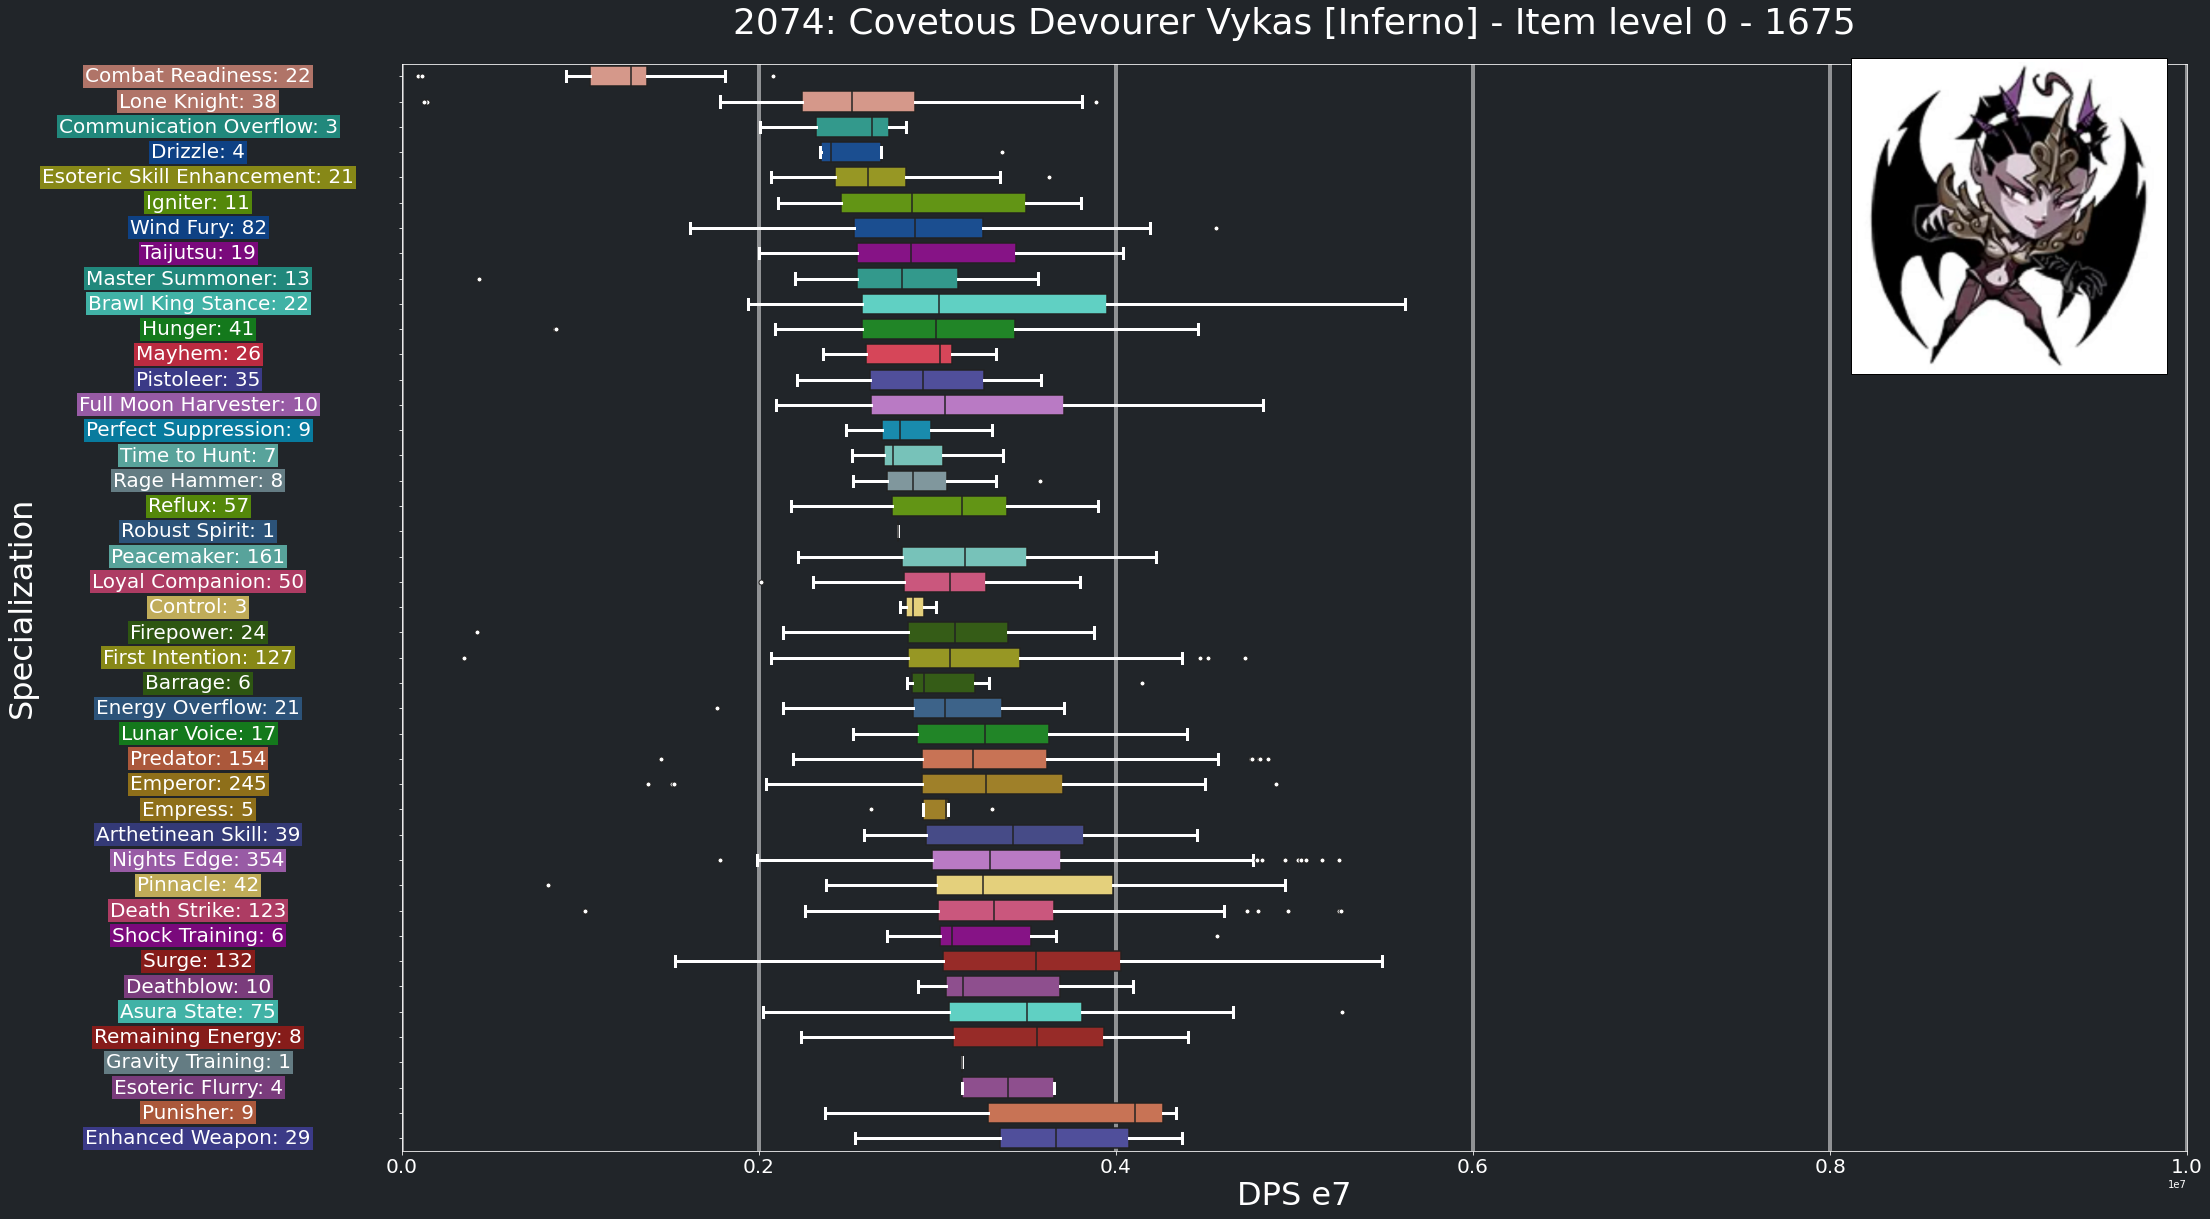 2074: Covetous Devourer Vykas [Inferno] - Item level 0 - 1675
Specialization
Combat Readiness: 22
Lone Knight: 38
Communication Overflow: 3
Drizzle: 4
Esoteric Skill Enhancement: 21
Igniter: 11
Wind Fury: 82
Taijutsu: 19
Master Summoner: 13
Brawl King Stance: 22
Hunger: 41
Mayhem: 26
Pistoleer: 35
Full Moon Harvester: 10
Perfect Suppression: 9
Time to Hunt: 7
Rage Hammer: 8
Reflux: 57
Robust Spirit: 1
Peacemaker: 161
Loyal Companion: 50
Control: 3
Firepower: 24
First Intention: 127
Barrage: 6
Energy Overflow: 21
Lunar Voice: 17
Predator: 154
Emperor: 245
Empress: 5
Arthetinean Skill: 39
Nights Edge: 354
Pinnacle: 42
Death Strike: 123
Shock Training: 6
Surge: 132
Deathblow: 10
Asura State: 75
Remaining Energy: 8
Gravity Training: 1
Esoteric Flurry: 4
Punisher: 9
Enhanced Weapon: 29
0.0 0.2 0.4 0.6 0.8 1.0
1e7
DPS e7